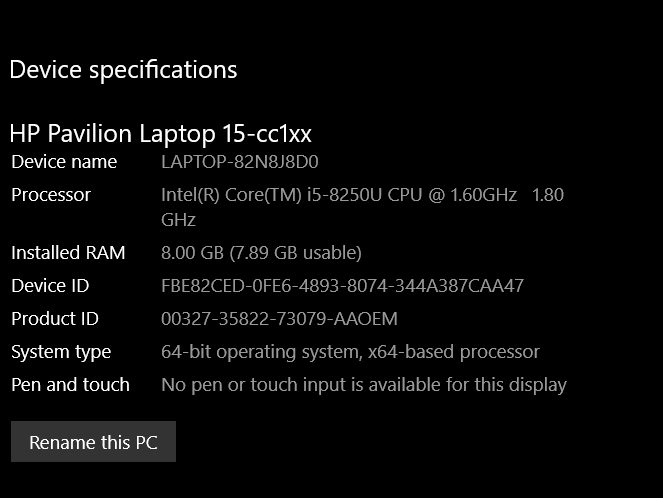 Device specifications
HP Pavilion Laptop 15-cc1xx
Device name LAPTOP-82N8J8D0
Processor Intel(R) Core(TM) i5-8250U CPU @ 1.60GHz 1.80
GHz
Installed RAM 8.00 GB (7.89 GB usable)
Device ID FBE82CED-0FE6-4893-8074-344A387CAA47
Product ID 00327-35822-73079-AAOEM
System type 64-bit operating system, x64-based processor
Pen and touch No pen or touch input is available for this display
Rename this PC